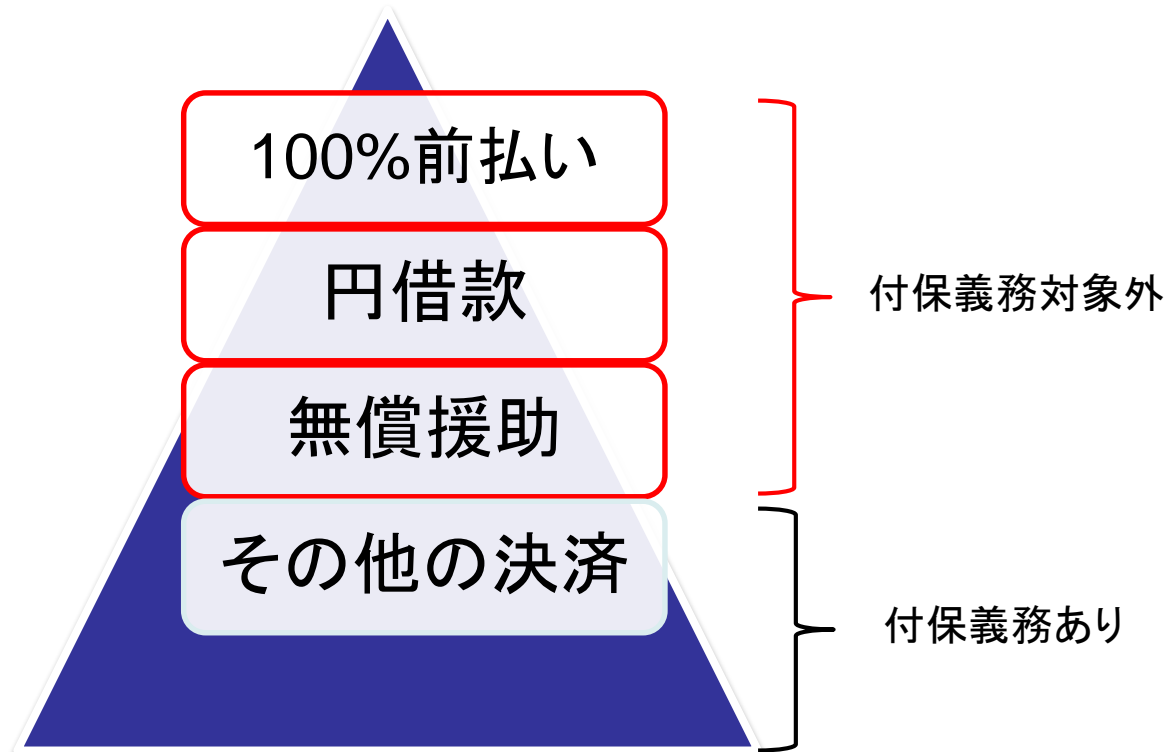 100%前払い
円借款
無償援助
付保義務対象外
その他の決済
付保義務あり